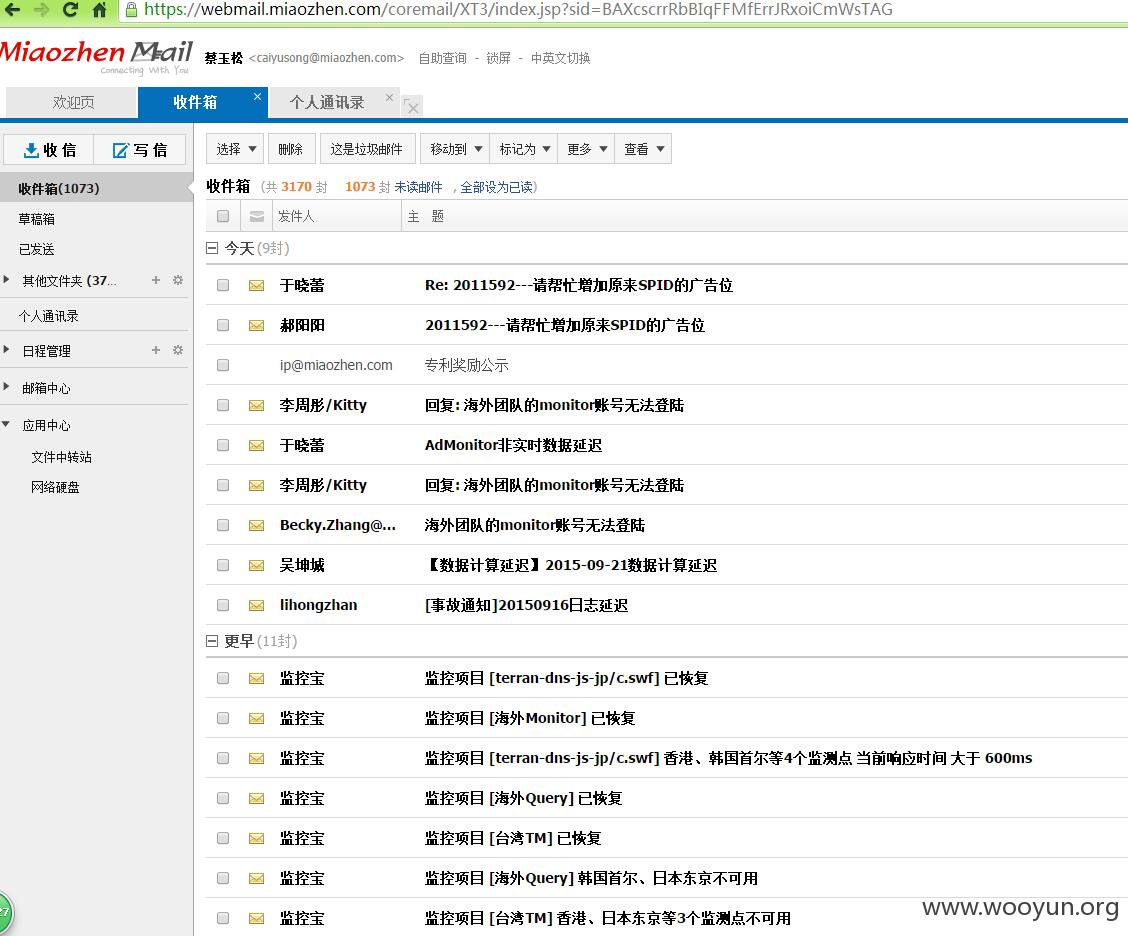 https://webmail.miaozhen.com/coremail/XT3/index.jsp?sid=BAXcscrrRbBIqFFMfErrJRxoiCmWsTAG
Miaozhen Mail
Connecting With You
蔡玉松 <caiyusong@miaozhen.com> 自助查询 - 锁屏 - 中英文切换
欢迎页 收件箱 个人通讯录
收 信 写 信
选择 删除 这是垃圾邮件 移动到 标记为 更多 查看
收件箱(1073)
草稿箱
已发送
其他文件夹 (37...
个人通讯录
日程管理
邮箱中心
应用中心
文件中转站
网络硬盘
27
收件箱 (共 3170 封 1073 封 未读邮件 , 全部设为已读)
发件人 主 题
今天 (9封)
于晓蕾 Re: 2011592---请帮忙增加原来SPID的广告位
郝阳阳 2011592---请帮忙增加原来SPID的广告位
ip@miaozhen.com 专利奖励公示
李周彤/Kitty 回复: 海外团队的monitor账号无法登陆
于晓蕾 AdMonitor非实时数据延迟
李周彤/Kitty 回复: 海外团队的monitor账号无法登陆
Becky.Zhang@... 海外团队的monitor账号无法登陆
吴坤城 【数据计算延迟】2015-09-21数据计算延迟
lihongzhan [事故通知]20150916日志延迟
更早 (11封)
监控宝 监控项目 [terran-dns-js-jp/c.swf] 已恢复
监控宝 监控项目 [海外Monitor] 已恢复
监控宝 监控项目 [terran-dns-js-jp/c.swf] 香港、韩国首尔等4个监测点 当前响应时间 大于 600ms
监控宝 监控项目 [海外Query] 已恢复
监控宝 监控项目 [台湾TM] 已恢复
监控宝 监控项目 [海外Query] 韩国首尔、日本东京不可用
监控宝 监控项目 [台湾TM] 香港、日本东京等3个监测点不可用
www.wooyun.org